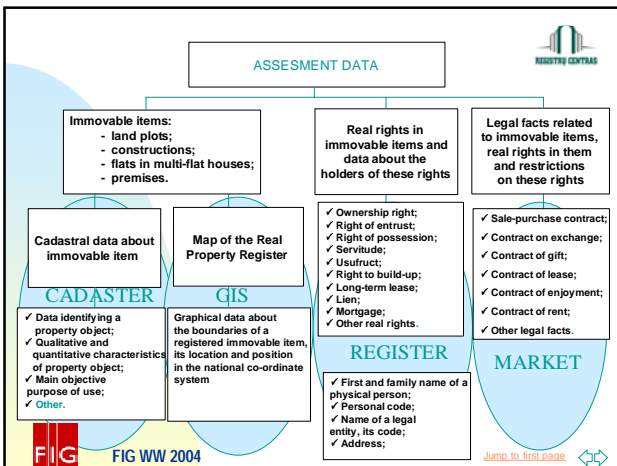 ASSESMENT DATA
REGISTRŲ CENTRAS
Immovable items:
- land plots;
- constructions;
- flats in multi-flat houses;
- premises.
Real rights in
immovable items and
data about the
holders of these rights
Legal facts related
to immovable items,
real rights in them
and restrictions
on these rights
Cadastral data about
immovable item
Map of the Real
Property Register
✓ Ownership right;
✓ Right of entrust;
✓ Right of possession;
✓ Servitude;
✓ Usufruct;
✓ Right to build-up;
✓ Long-term lease;
✓ Lien;
✓ Mortgage;
✓ Other real rights.
✓ Sale-purchase contract;
✓ Contract on exchange;
✓ Contract of gift;
✓ Contract of lease;
✓ Contract of enjoyment;
✓ Contract of rent;
✓ Other legal facts.
CADASTER
GIS
REGISTER
MARKET
✓ Data identifying a
property object;
✓ Qualitative and
quantitative characteristics
of property object;
✓ Main objective
purpose of use;
✓ Other.
Graphical data about
the boundaries of a
registered immovable item,
its location and position
in the national co-ordinate
system
✓ First and family name of a
physical person;
✓ Personal code;
✓ Name of a legal
entity, its code;
✓ Address;
FIG
FIG WW 2004
Jump to first page